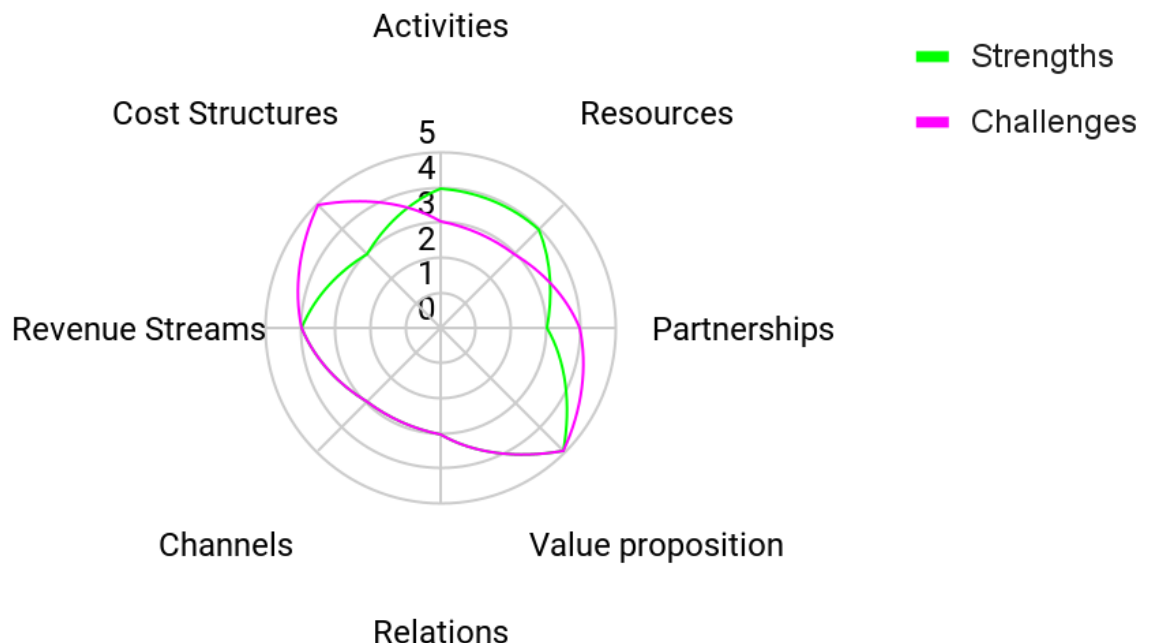 Activities
Strengths
Cost Structures
Resources
Challenges
5
4
3
2
1
0
Revenue Streams
Partnerships
Channels
Value proposition
Relations